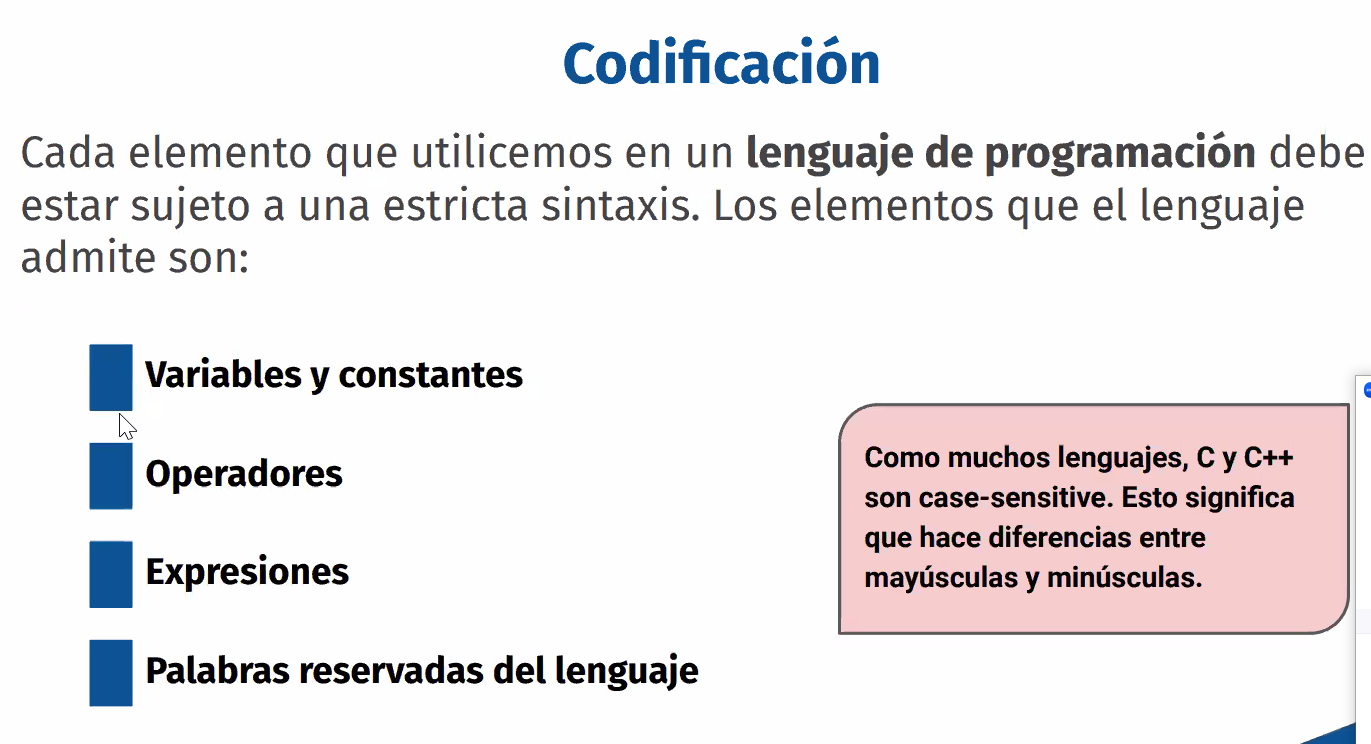 Codificación
Cada elemento que utilicemos en un lenguaje de programación debe
estar sujeto a una estricta sintaxis. Los elementos que el lenguaje
admite son:
Variables y constantes
Operadores
Expresiones
Palabras reservadas del lenguaje
Como muchos lenguajes, C y C++
son case-sensitive. Esto significa
que hace diferencias entre
mayúsculas y minúsculas.